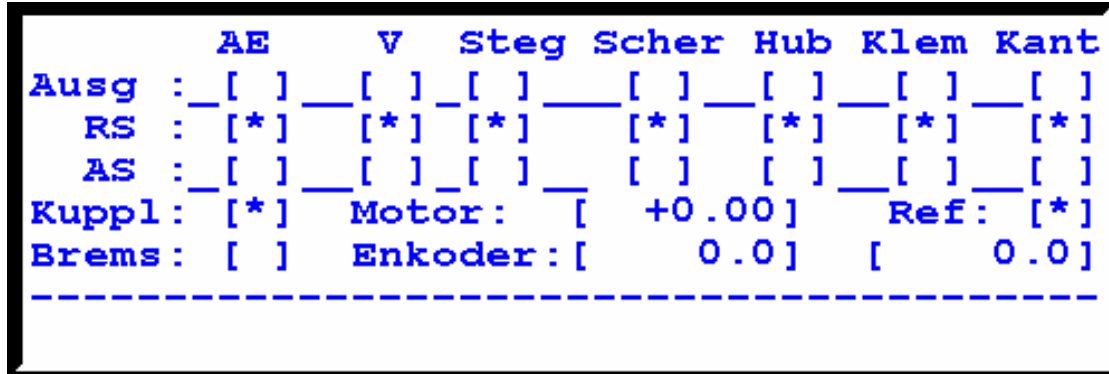 AE V Steg Scher Hub Klem Kant
Ausg :_[ ]__[ ]_[ ]___[ ]__[ ]__[ ]__[ ]
RS : [*] [*] [*] [*] [*] [*] [*]
AS :_[ ]__[ ]_[ ]__ [ ] [ ]__[ ]__[ ]
Kuppl: [*] Motor: [ +0.00] Ref: [*]
Brems: [ ] Enkoder:[ 0.0] [ 0.0]
------------------------------------------------------------